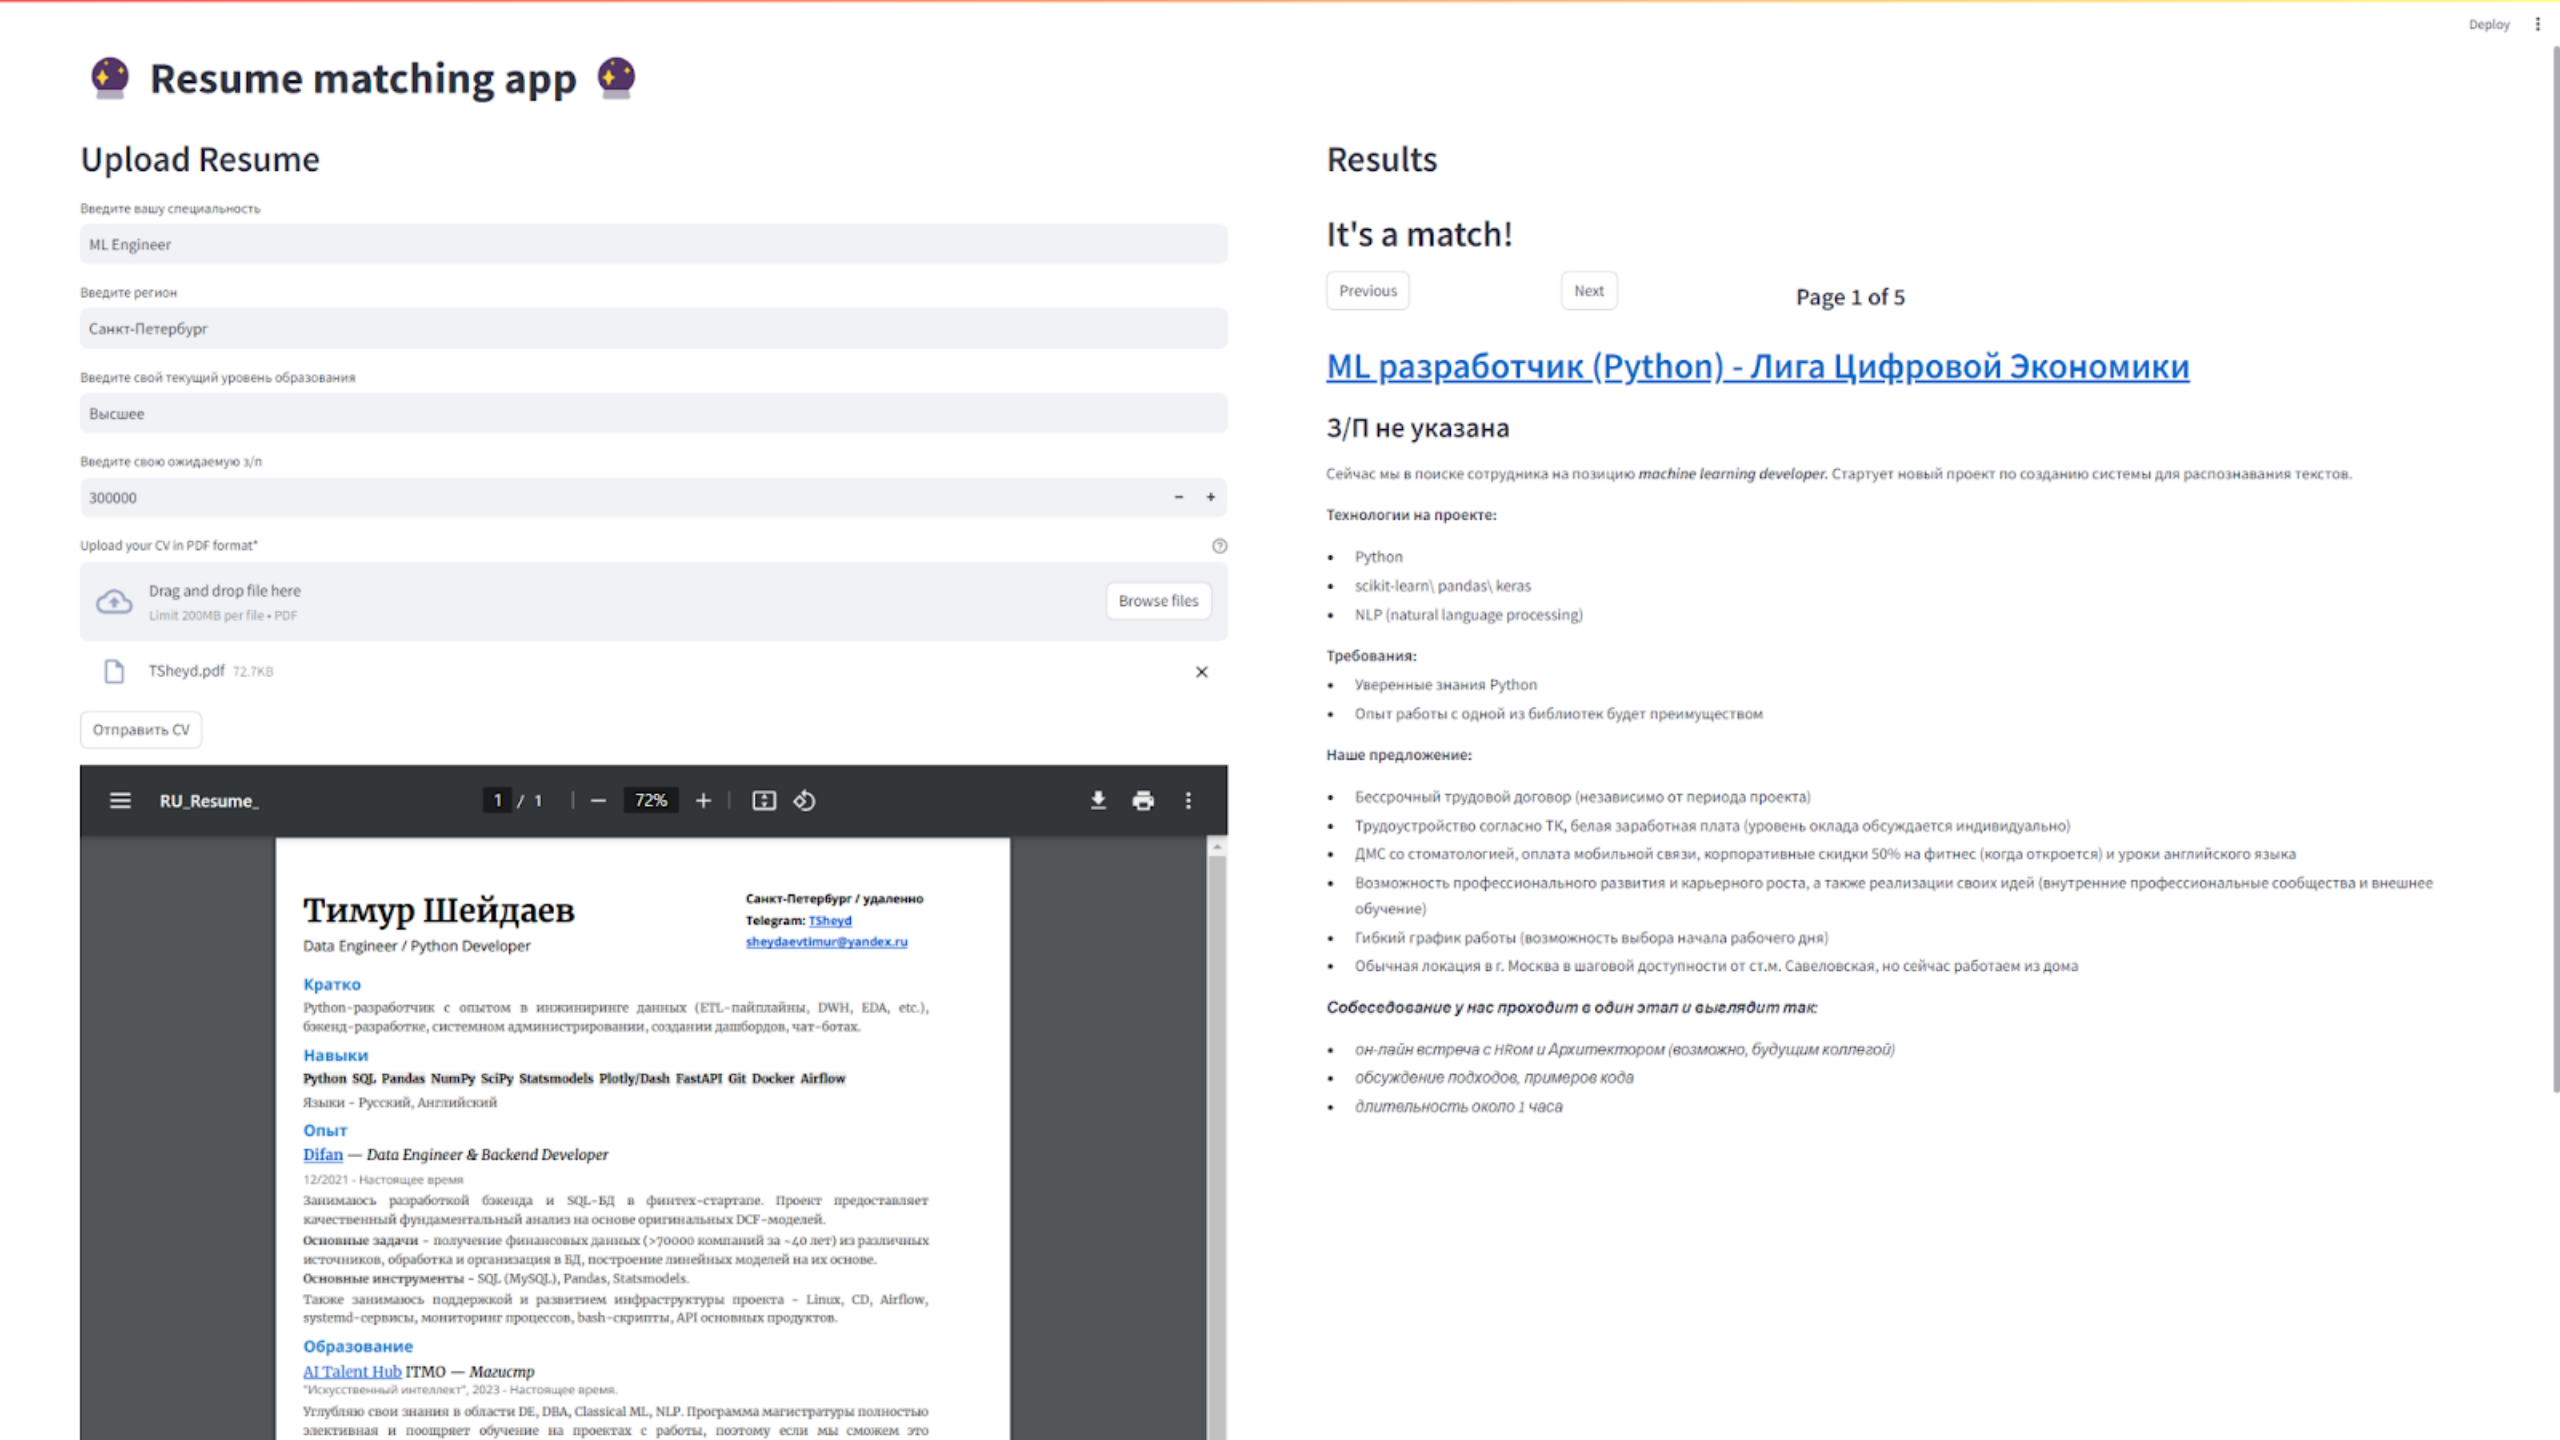 Deploy
Resume matching app
Upload Resume
Введите вашу специальность
ML Engineer
Введите регион
Санкт-Петербург
Введите свой текущий уровень образования
Высшее
Введите свою ожидаемую з/п
300000
Upload your CV in PDF format*
Drag and drop file here
Limit 200MB per file • PDF
Browse files
TSheyd.pdf 72.7KB
Отправить CV
RU_Resume_
1 / 1
72%
Тимур Шейдаев
Data Engineer / Python Developer
Санкт-Петербург / удаленно
Telegram: TSheyd
sheydaevtimur@yandex.ru
Кратко
Python-разработчик с опытом в инжиниринге данных (ETL-пайплайны, DWH, EDA, etc.),
бэкенд-разработке, системном администрировании, создании дашбордов, чат-ботах.
Навыки
Python SQL Pandas NumPy SciPy Statsmodels Plotly/Dash FastAPI Git Docker Airflow
Языки – Русский, Английский
Опыт
Difan — Data Engineer & Backend Developer
12/2021 - Настоящее время
Занимаюсь разработкой бэкенда и SQL-БД в финтех-стартапе. Проект предоставляет
качественный фундаментальный анализ на основе оригинальных DCF-моделей.
Основные задачи – получение финансовых данных (>70000 компаний за ~40 лет) из различных
источников, обработка и организация в БД, построение линейных моделей на их основе.
Основные инструменты – SQL (MySQL), Pandas, Statsmodels.
Также занимаюсь поддержкой и развитием инфраструктуры проекта – Linux, CD, Airflow,
systemd-сервисы, мониторинг процессов, bash-скрипты, API основных продуктов.
Образование
AI Talent Hub ITMO — Магистр
"Искусственный интеллект", 2023 - Настоящее время.
Углубляю свои знания в области DE, DBA, Classical ML, NLP. Программа магистратуры полностью
элективная и поощряет обучение на проектах с работы, поэтому если мы сможем это
Results
It's a match!
Previous
Next
Page 1 of 5
ML разработчик (Python) - Лига Цифровой Экономики
З/П не указана
Сейчас мы в поиске сотрудника на позицию machine learning developer. Стартует новый проект по созданию системы для распознавания текстов.
Технологии на проекте:
• Python
• scikit-learn\ pandas\ keras
• NLP (natural language processing)
Требования:
• Уверенные знания Python
• Опыт работы с одной из библиотек будет преимуществом
Наше предложение:
• Бессрочный трудовой договор (независимо от периода проекта)
• Трудоустройство согласно ТК, белая заработная плата (уровень оклада обсуждается индивидуально)
• ДМС со стоматологией, оплата мобильной связи, корпоративные скидки 50% на фитнес (когда откроется) и уроки английского языка
• Возможность профессионального развития и карьерного роста, а также реализации своих идей (внутренние профессиональные сообщества и внешнее
обучение)
• Гибкий график работы (возможность выбора начала рабочего дня)
• Обычная локация в г. Москва в шаговой доступности от ст.м. Савеловская, но сейчас работаем из дома
Собеседование у нас проходит в один этап и выглядит так:
• он-лайн встреча с HRом и Архитектором (возможно, будущим коллегой)
• обсуждение подходов, примеров кода
• длительность около 1 часа